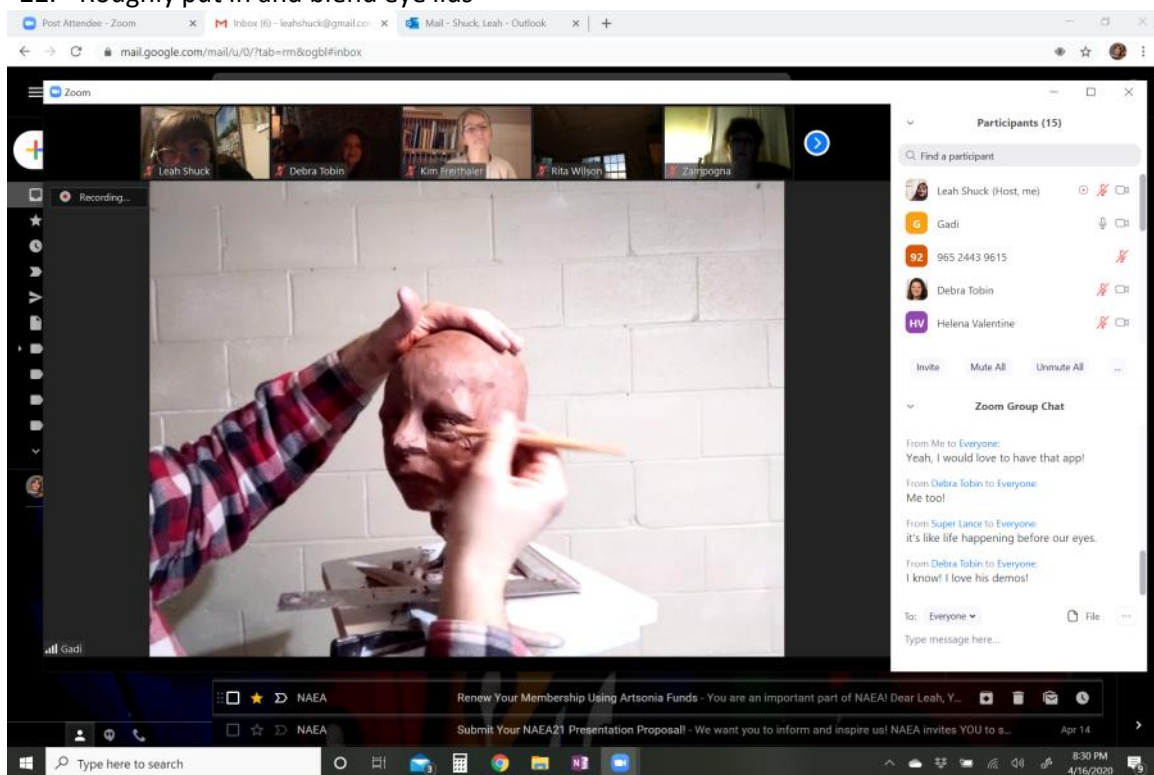 Roughly put in and blend eye lids
Post Attendee - Zoom
Inbox (6) - leahshuck@gmail.co
Mail - Shuck, Leah - Outlook
mail.google.com/mail/u/0/?tab=rm&ogbl#inbox
Zoom
Leah Shuck
Debra Tobin
Kim Freithaler
Rita Wilson
Zampogna
Recording...
Gadi
Participants (15)
Find a participant
Leah Shuck (Host, me)
G Gadi
92 965 2443 9615
Debra Tobin
HV Helena Valentine
Invite Mute All Unmute All ...
Zoom Group Chat
From Me to Everyone:
Yeah, I would love to have that app!
From Debra Tobin to Everyone:
Me too!
From Super Lance to Everyone:
it's like life happening before our eyes.
From Debra Tobin to Everyone:
I know! I love his demos!
To: Everyone File ...
Type message here...
NAEA Renew Your Membership Using Artsonia Funds - You are an important part of NAEA! Dear Leah, Y...
NAEA Submit Your NAEA21 Presentation Proposal! - We want you to inform and inspire us! NAEA invites YOU to s... Apr 14
Type here to search
8:30 PM
4/16/2020